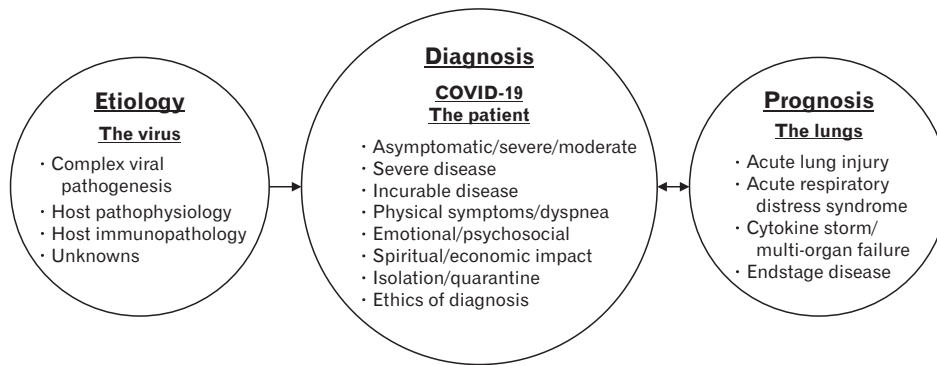 Etiology
The virus
· Complex viral
pathogenesis
· Host pathophysiology
· Host immunopathology
· Unknowns
Diagnosis
COVID-19
The patient
· Asymptomatic/severe/moderate
· Severe disease
· Incurable disease
· Physical symptoms/dyspnea
· Emotional/psychosocial
· Spiritual/economic impact
· Isolation/quarantine
· Ethics of diagnosis
Prognosis
The lungs
· Acute lung injury
· Acute respiratory
distress syndrome
· Cytokine storm/
multi-organ failure
· Endstage disease